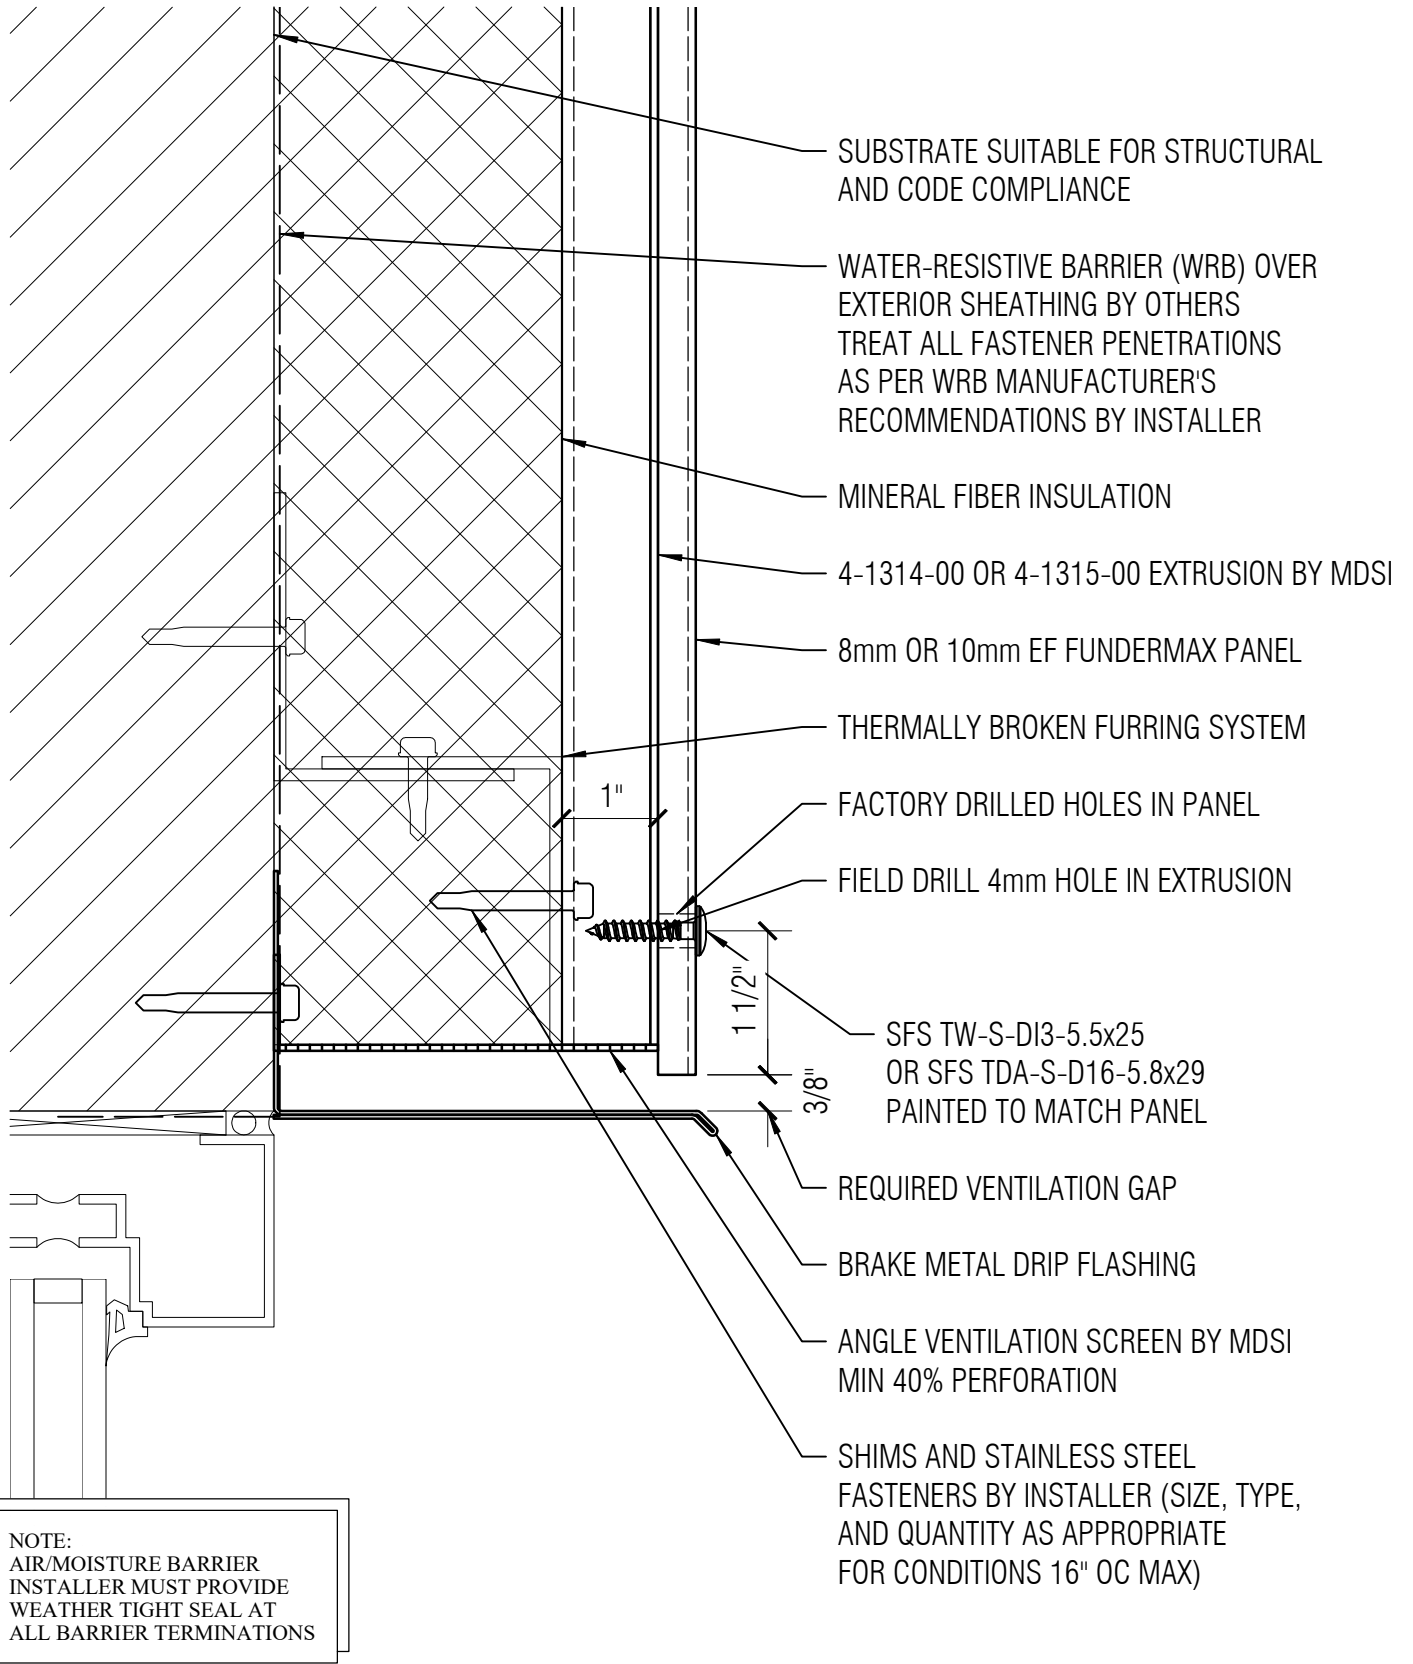 SUBSTRATE SUITABLE FOR STRUCTURAL
AND CODE COMPLIANCE
WATER-RESISTIVE BARRIER (WRB) OVER
EXTERIOR SHEATHING BY OTHERS
TREAT ALL FASTENER PENETRATIONS
AS PER WRB MANUFACTURER'S
RECOMMENDATIONS BY INSTALLER
MINERAL FIBER INSULATION
4-1314-00 OR 4-1315-00 EXTRUSION BY MDSI
8mm OR 10mm EF FUNDERMAX PANEL
THERMALLY BROKEN FURRING SYSTEM
1"
FACTORY DRILLED HOLES IN PANEL
FIELD DRILL 4mm HOLE IN EXTRUSION
1 1/2"
SFS TW-S-DI3-5.5x25
OR SFS TDA-S-D16-5.8x29
PAINTED TO MATCH PANEL
3/8"
REQUIRED VENTILATION GAP
BRAKE METAL DRIP FLASHING
ANGLE VENTILATION SCREEN BY MDSI
MIN 40% PERFORATION
SHIMS AND STAINLESS STEEL
FASTENERS BY INSTALLER (SIZE, TYPE,
AND QUANTITY AS APPROPRIATE
FOR CONDITIONS 16" OC MAX)
NOTE:
AIR/MOISTURE BARRIER
INSTALLER MUST PROVIDE
WEATHER TIGHT SEAL AT
ALL BARRIER TERMINATIONS